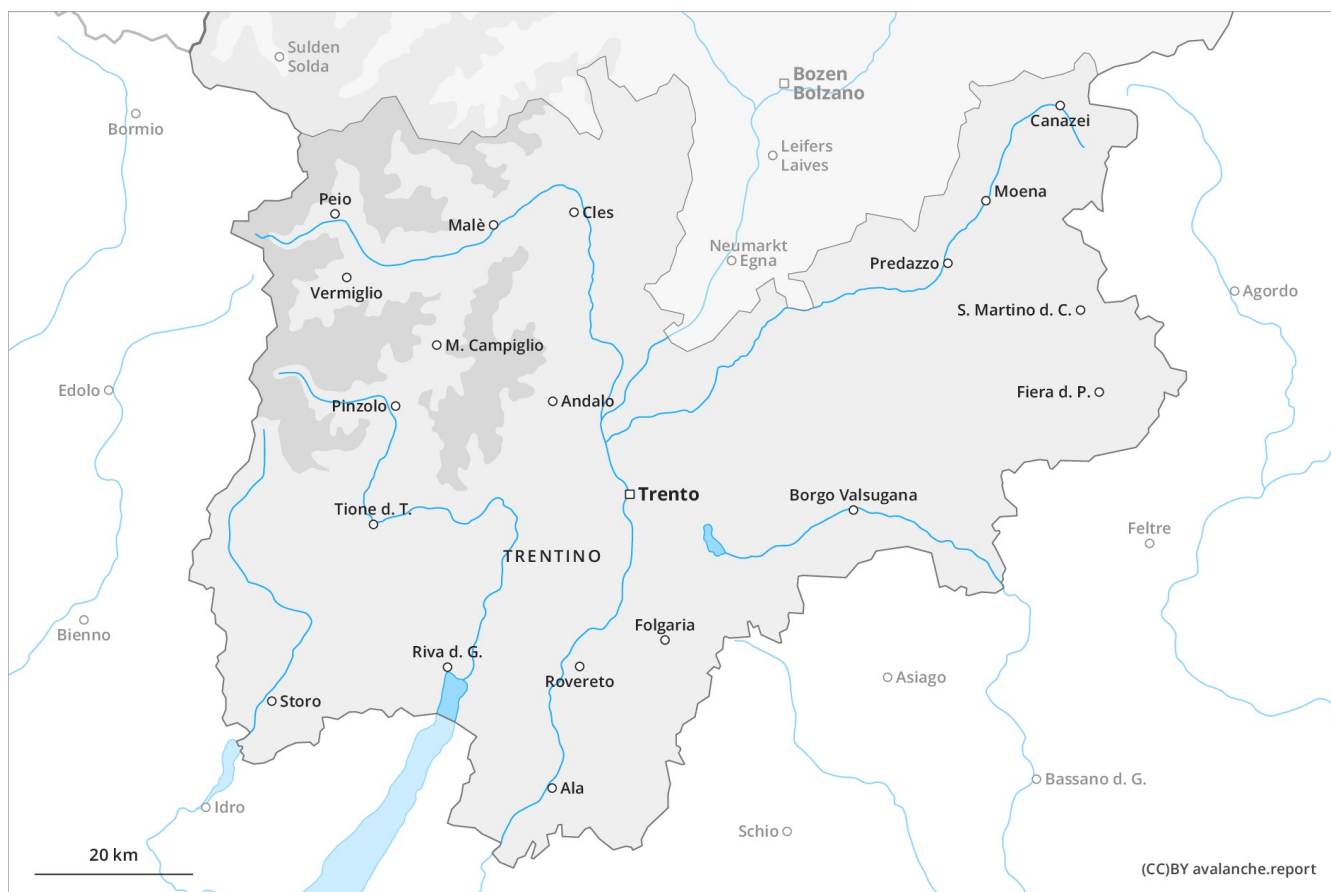 Sulden
Solda
Bozen
Bolzano
Bormio
Canazei
Leifers
Laives
Peio
Moena
Malè
Cles
Neumarkt
Egna
Predazzo
Vermiglio
Agordo
S. Martino d. C.
M. Campiglio
Edolo
Fiera d. P.
Pinzolo
Andalo
Trento
Borgo Valsugana
Tione d. T.
Feltre
TRENTINO
Bienno
Folgaria
Riva d. G.
Rovereto
Asiago
Storo
Bassano d. G.
Ala
Idro
Schio
20 km
(CC)BY avalanche.report